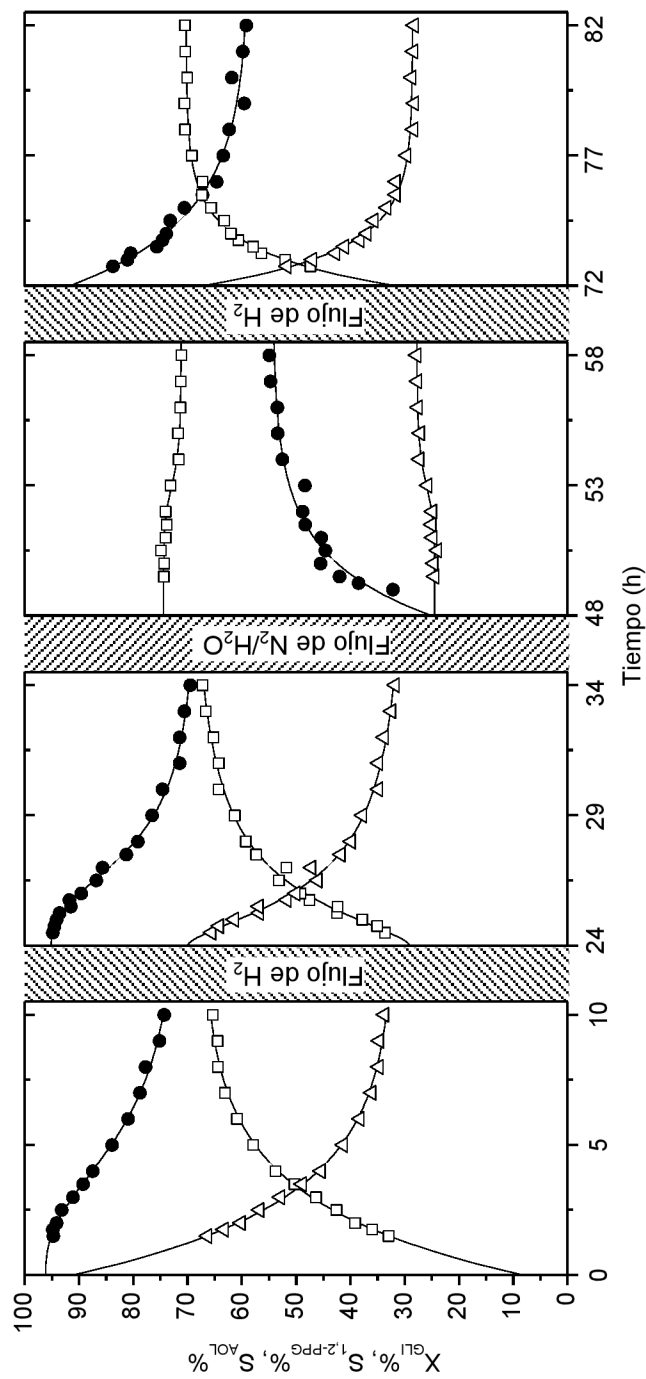 X_GLI%, S_1,2-PPG%, S_AOL%
100
90
80
70
60
50
40
30
20
10
0
Flujo de H₂
Flujo de N₂/H₂O
Flujo de H₂
0 5 10 24 29 34 48 53 58 72 77 82
Tiempo (h)